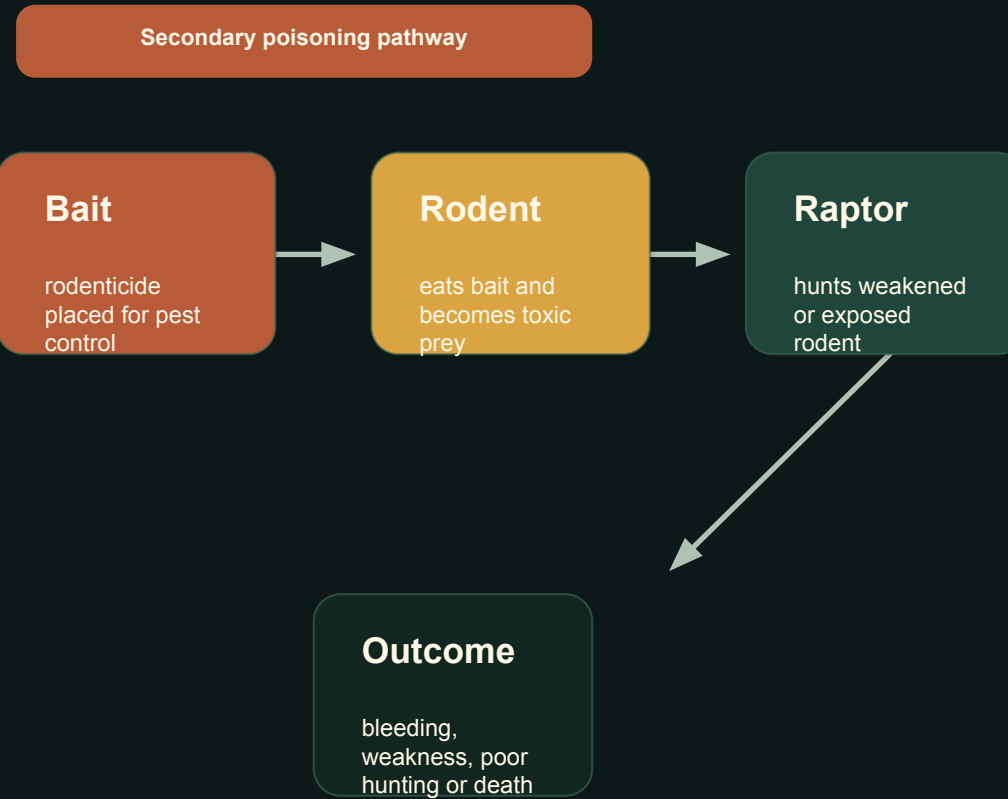 Secondary poisoning pathway
Bait
rodenticide
placed for pest
control
Rodent
eats bait and
becomes toxic
prey
Raptor
hunts weakened
or exposed
rodent
Outcome
bleeding,
weakness, poor
hunting or death